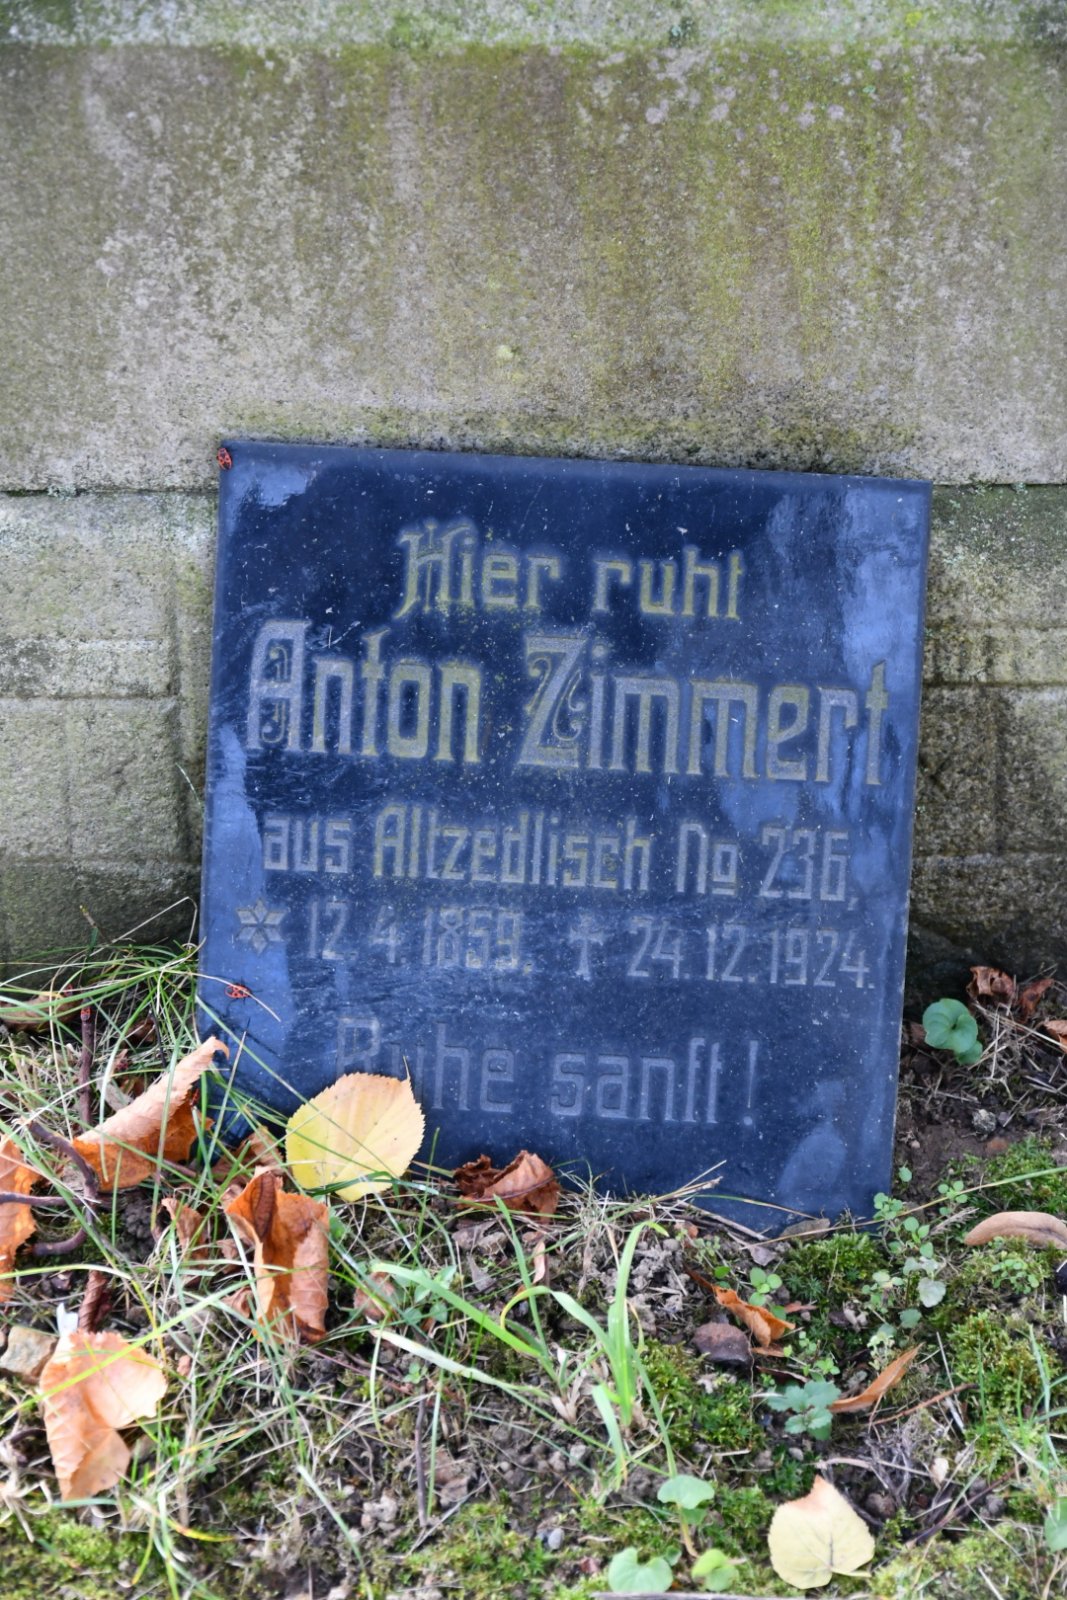 Hier ruht
Anton Zimmert
aus Altzedlisch No 236,
* 12. 4. 1859. † 24. 12. 1924.
Ruhe sanft!